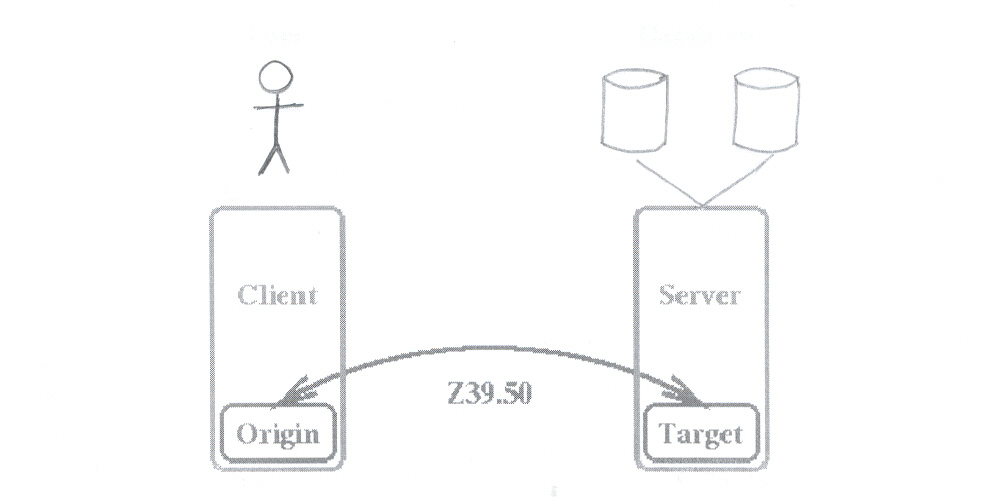 Client
Server
Z39.50
Origin
Target